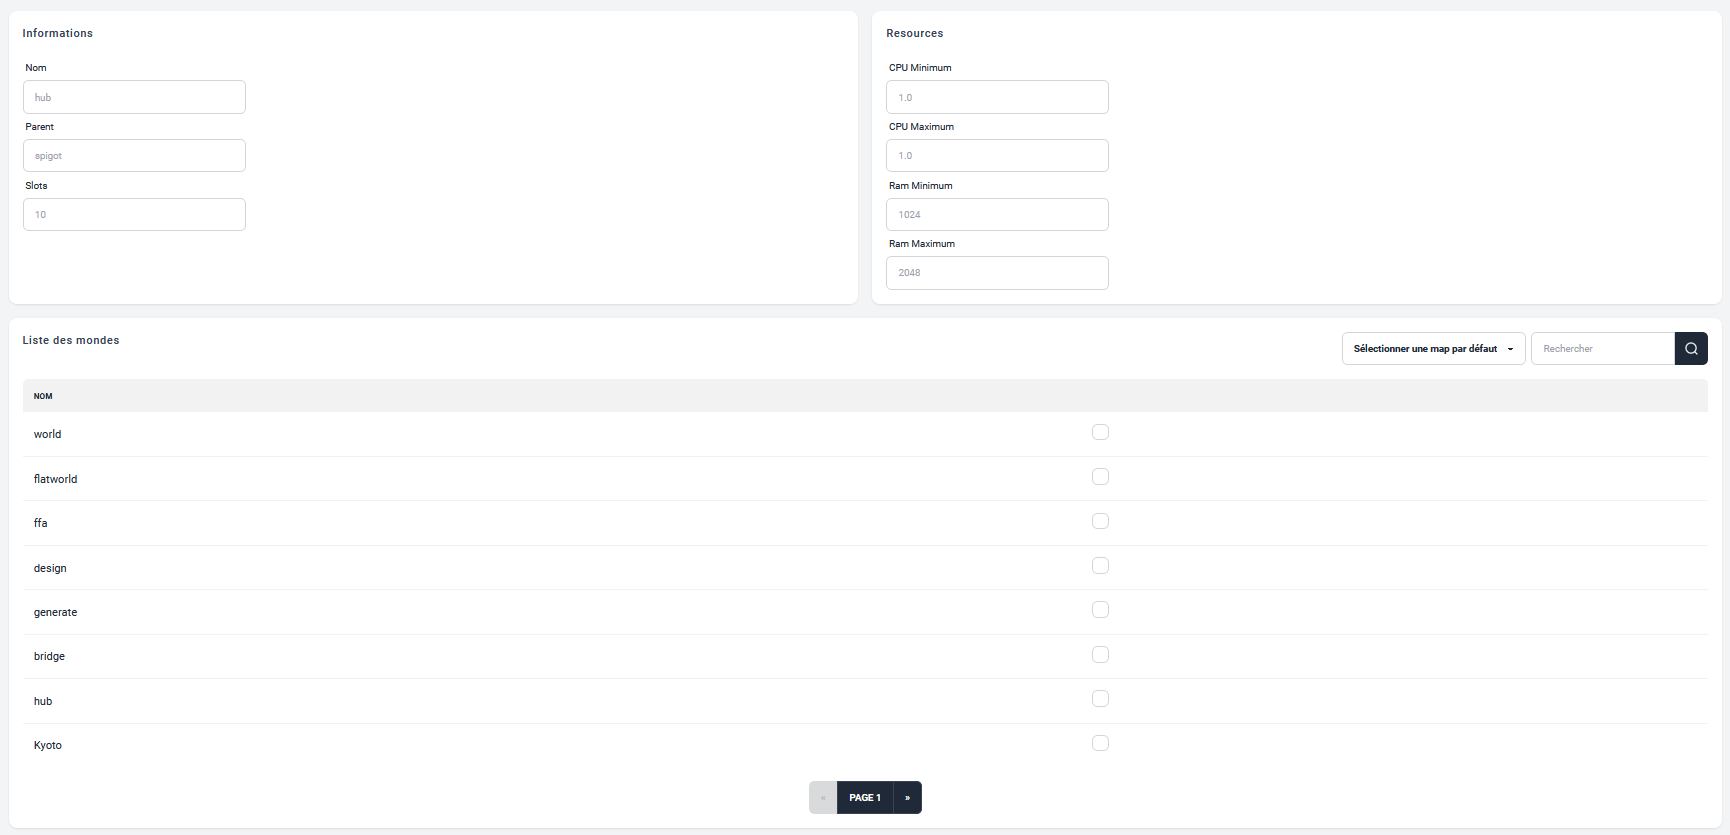 Informations
Nom
hub
Parent
spigot
Slots
10
Resources
CPU Minimum
1.0
CPU Maximum
1.0
Ram Minimum
1024
Ram Maximum
2048
Liste des mondes
Sélectionner une map par défaut
Rechercher
NOM
world
flatworld
ffa
design
generate
bridge
hub
Kyoto
« PAGE 1 »